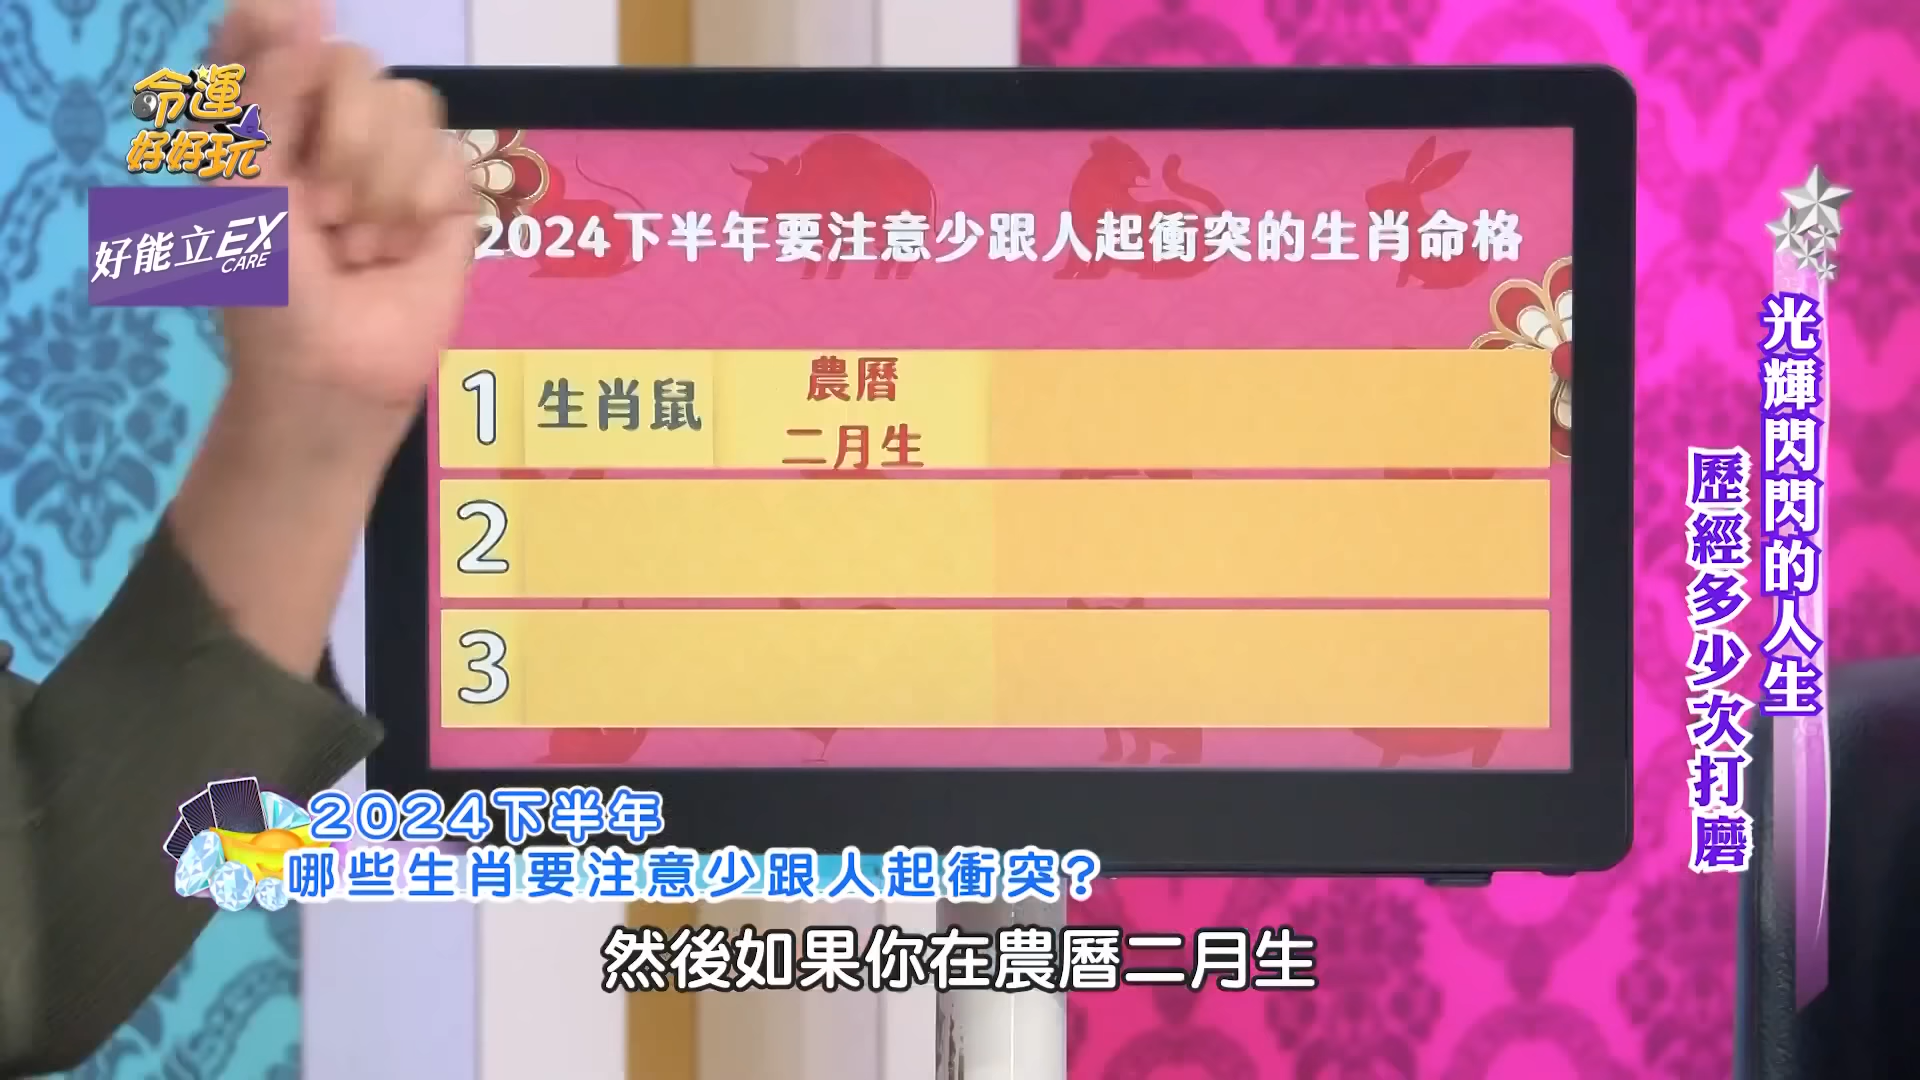 命運
好好玩
好能立EX
CARE
2024下半年要注意少跟人起衝突的生肖命格
1
生肖鼠
農曆
二月生
2
3
光輝閃閃的人生
歷經多少次打磨
2024下半年
哪些生肖要注意少跟人起衝突?
然後如果你在農曆二月生